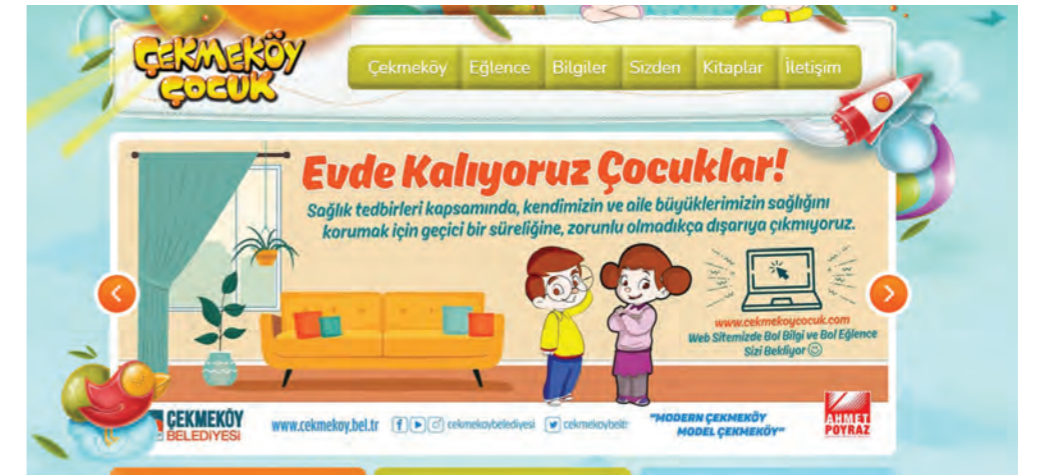 ÇEKMEKÖY
ÇOCUK
Çekmeköy Eğlence Bilgiler Sizden Kitaplar İletişim
Evde Kalıyoruz Çocuklar!
Sağlık tedbirleri kapsamında, kendimizin ve aile büyüklerimizin sağlığını
korumak için geçici bir süreliğine, zorunlu olmadıkça dışarıya çıkmıyoruz.
www.cekmekoycocuk.com
Web Sitemizde Bol Bilgi ve Bol Eğlence
Sizi Bekliyor
ÇEKMEKÖY
BELEDİYESİ
www.cekmekoy.bel.tr cekmekoybelediyesi cekmekoybeltr
"MODERN ÇEKMEKÖY
MODEL ÇEKMEKÖY"
AHMET
POYRAZ